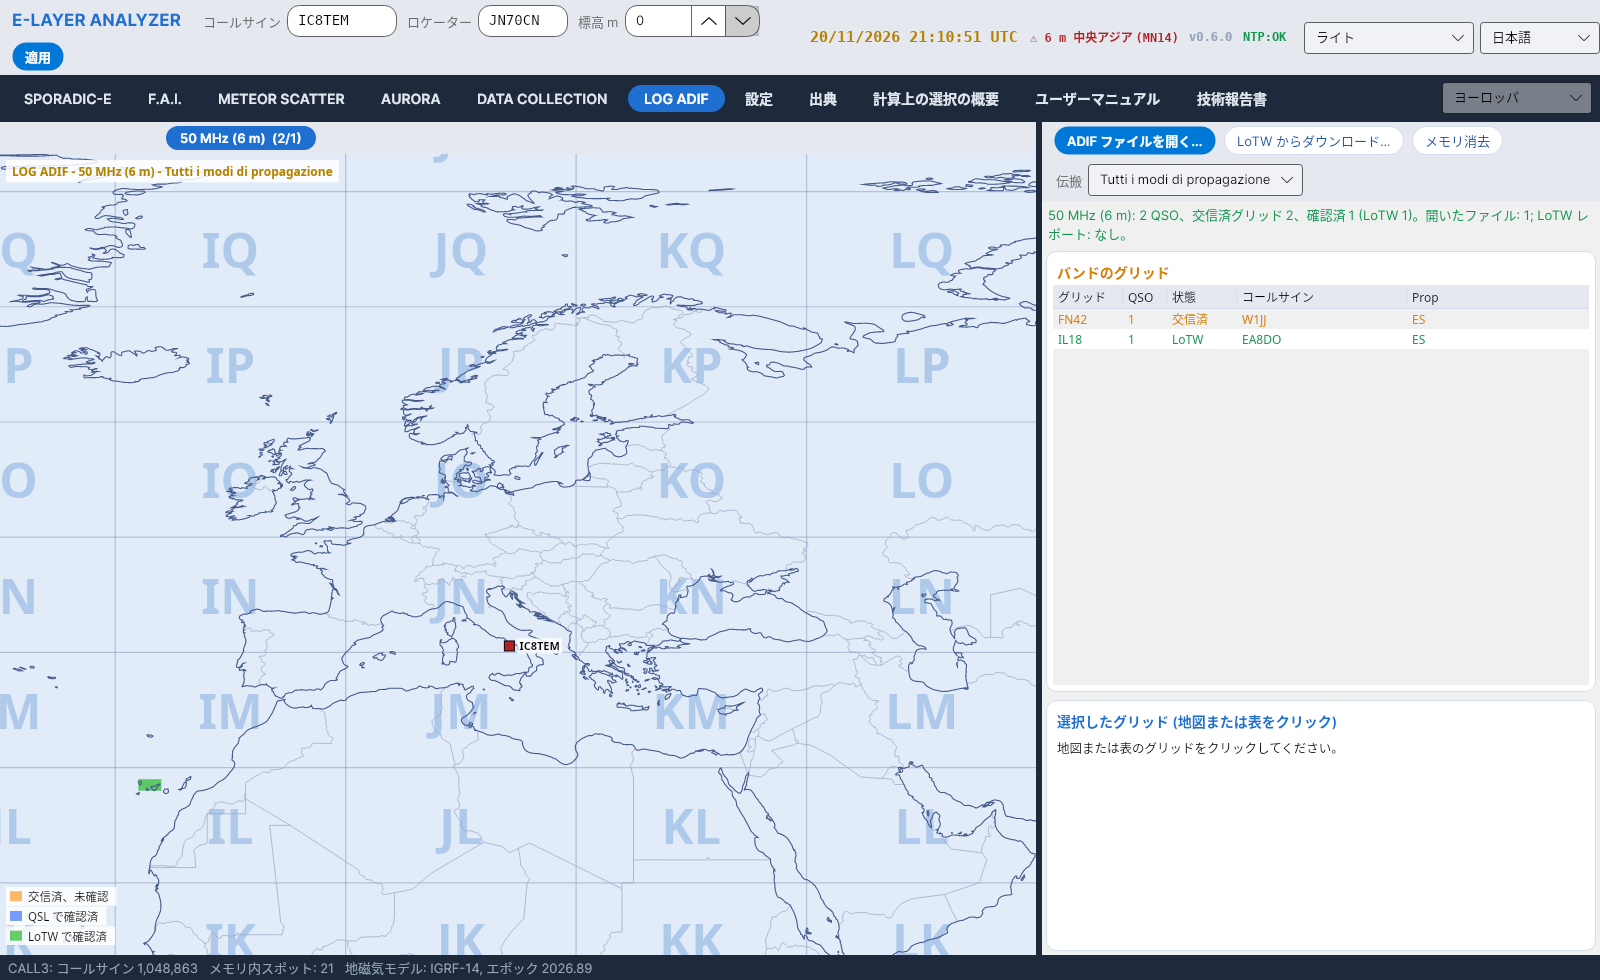 E-LAYER ANALYZER コールサイン IC8TEM ロケーター JN70CN 標高 m 0
適用
20/11/2026 21:10:51 UTC ⚠ 6 m 中央アジア (MN14) v0.6.0 NTP:OK ライト 日本語
SPORADIC-E F.A.I. METEOR SCATTER AURORA DATA COLLECTION LOG ADIF 設定 出典 計算上の選択の概要 ユーザーマニュアル 技術報告書 ヨーロッパ
50 MHz (6 m) (2/1)
LOG ADIF - 50 MHz (6 m) - Tutti i modi di propagazione
Q IQ JQ KQ LQ
P IP JP KP LP
O IO JO KO LO
N IN JN KN LN
IC8TEM
M IM JM KM LM
IL IL JL KL LL
IK JK KK LK
交信済、未確認
QSL で確認済
LoTW で確認済
ADIF ファイルを開く... LoTW からダウンロード... メモリ消去
伝搬 Tutti i modi di propagazione
50 MHz (6 m): 2 QSO、交信済グリッド 2、確認済 1 (LoTW 1)。開いたファイル: 1; LoTW レ
ポート: なし。
バンドのグリッド
グリッド QSO 状態 コールサイン Prop
FN42 1 交信済 W1JJ ES
IL18 1 LoTW EA8DO ES
選択したグリッド (地図または表をクリック)
地図または表のグリッドをクリックしてください。
CALL3: コールサイン 1,048,863 メモリ内スポット: 21 地磁気モデル: IGRF-14, エポック 2026.89